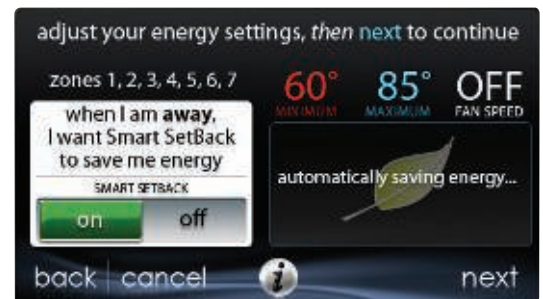 adjust your energy settings, then next to continue
zones 1, 2, 3, 4, 5, 6, 7
60° 85° OFF
MINIMUM MAXIMUM FAN SPEED
when I am away,
I want Smart SetBack
to save me energy
SMART SETBACK
on off
automatically saving energy...
back cancel i next